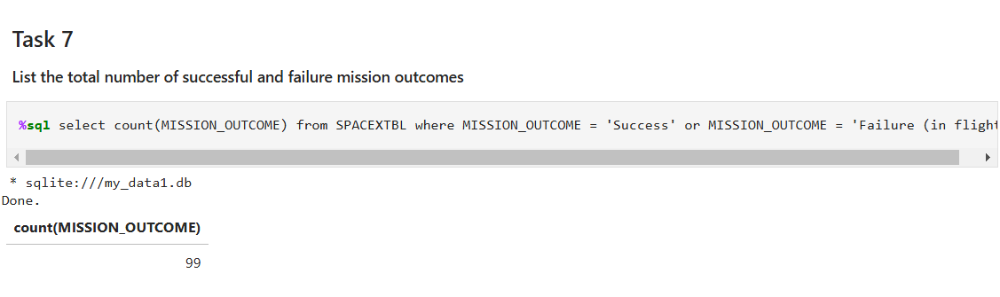 Task 7
List the total number of successful and failure mission outcomes
%sql select count(MISSION_OUTCOME) from SPACEXTBL where MISSION_OUTCOME = 'Success' or MISSION_OUTCOME = 'Failure (in flight
* sqlite:///my_data1.db
Done.
count(MISSION_OUTCOME)
99